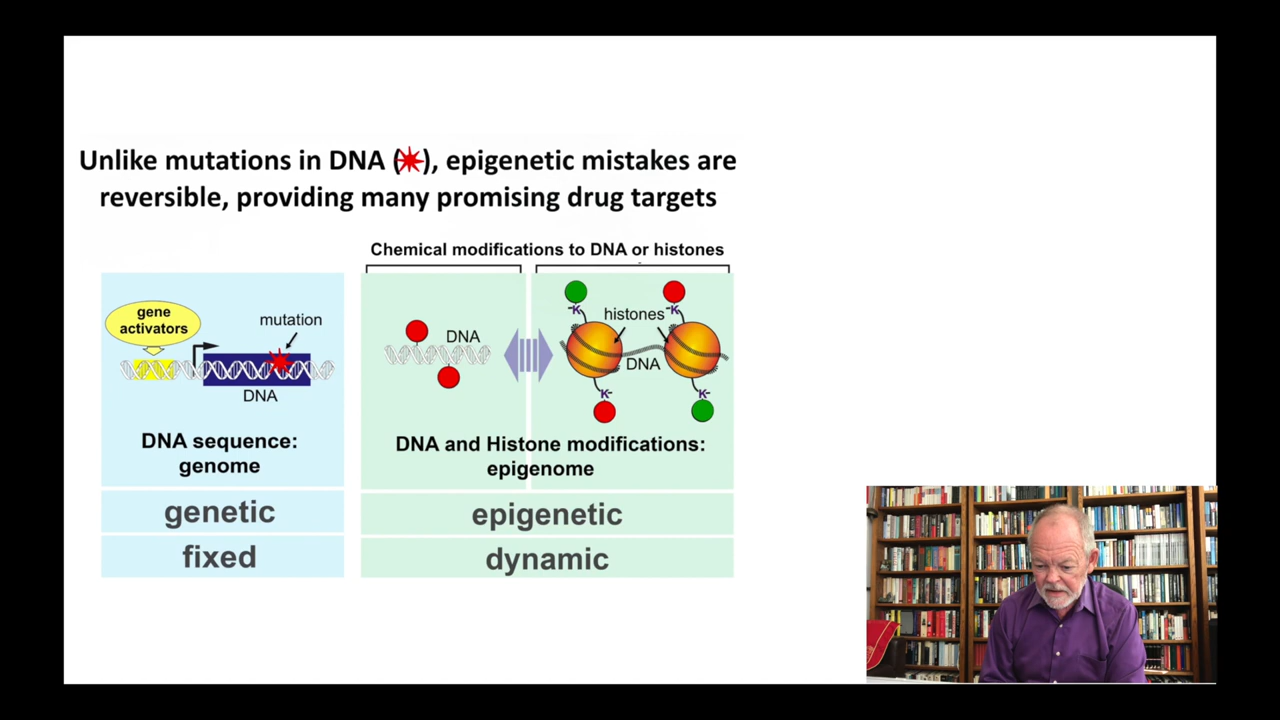 Unlike mutations in DNA (), epigenetic mistakes are
reversible, providing many promising drug targets
Chemical modifications to DNA or histones
gene
activators
mutation
DNA
DNA sequence:
genome
genetic
fixed
DNA
K
K
histones
DNA
K
K
DNA and Histone modifications:
epigenome
epigenetic
dynamic